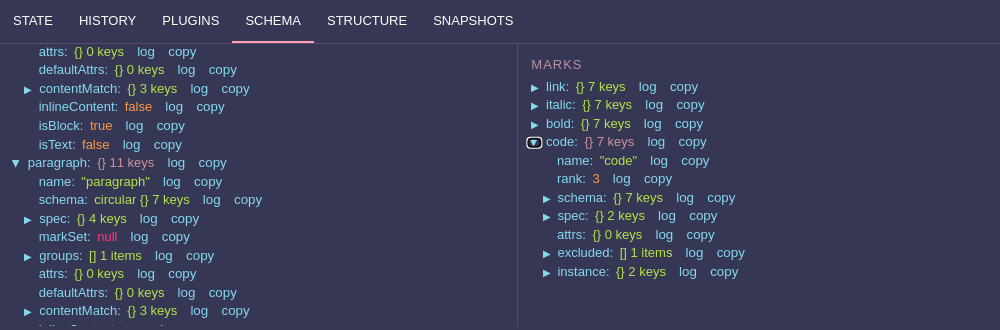 STATE HISTORY PLUGINS SCHEMA STRUCTURE SNAPSHOTS
attrs: {} 0 keys log copy
defaultAttrs: {} 0 keys log copy
▶ contentMatch: {} 3 keys log copy
inlineContent: false log copy
isBlock: true log copy
isText: false log copy
▼ paragraph: {} 11 keys log copy
name: "paragraph" log copy
schema: circular {} 7 keys log copy
▶ spec: {} 4 keys log copy
markSet: null log copy
▶ groups: [] 1 items log copy
attrs: {} 0 keys log copy
defaultAttrs: {} 0 keys log copy
▶ contentMatch: {} 3 keys log copy
MARKS
▶ link: {} 7 keys log copy
▶ italic: {} 7 keys log copy
▶ bold: {} 7 keys log copy
▼ code: {} 7 keys log copy
name: "code" log copy
rank: 3 log copy
▶ schema: {} 7 keys log copy
▶ spec: {} 2 keys log copy
attrs: {} 0 keys log copy
▶ excluded: [] 1 items log copy
▶ instance: {} 2 keys log copy